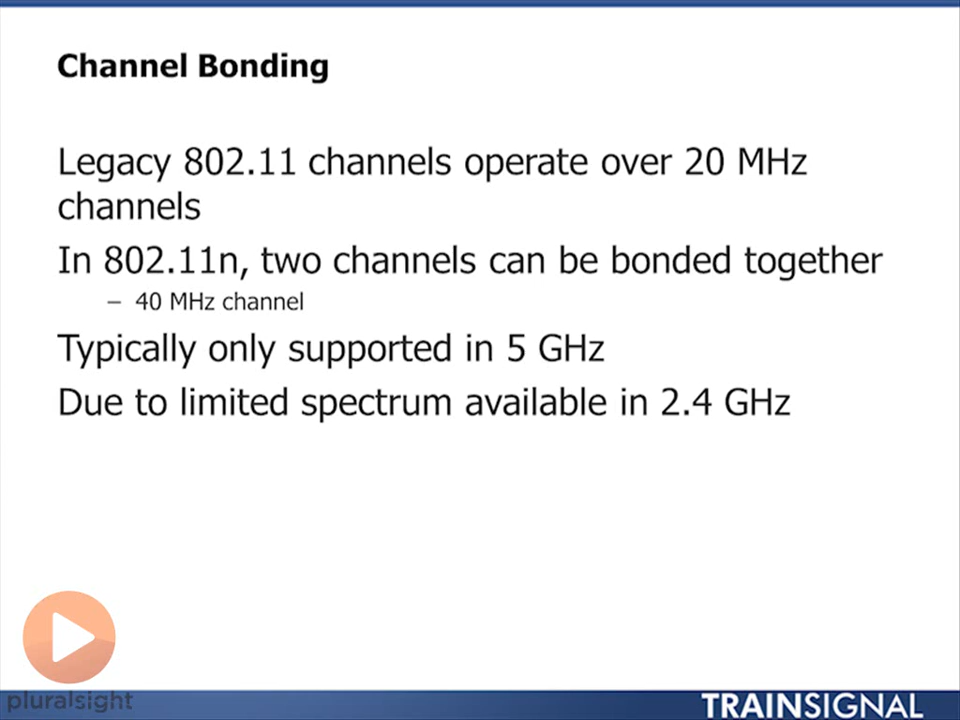 Channel Bonding
Legacy 802.11 channels operate over 20 MHz
channels
In 802.11n, two channels can be bonded together
– 40 MHz channel
Typically only supported in 5 GHz
Due to limited spectrum available in 2.4 GHz
pluralsight
TRAINSIGNAL